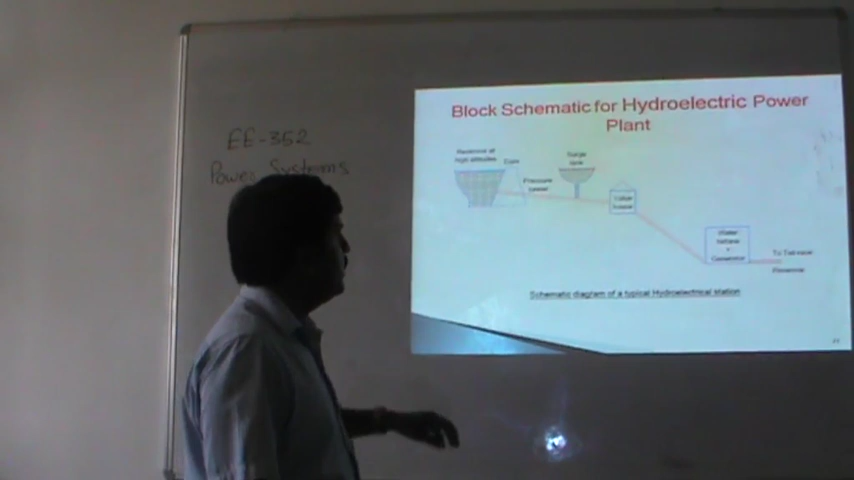 EE-352
Power Systems
Block Schematic for Hydroelectric Power
Plant
Reservoir at
high altitudes
Dam
Pressure
tunnel
Surge
tank
Valve
house
Water
turbine
+
Generator
To Tail race
Reservoir
Schematic diagram of a typical Hydroelectrical station